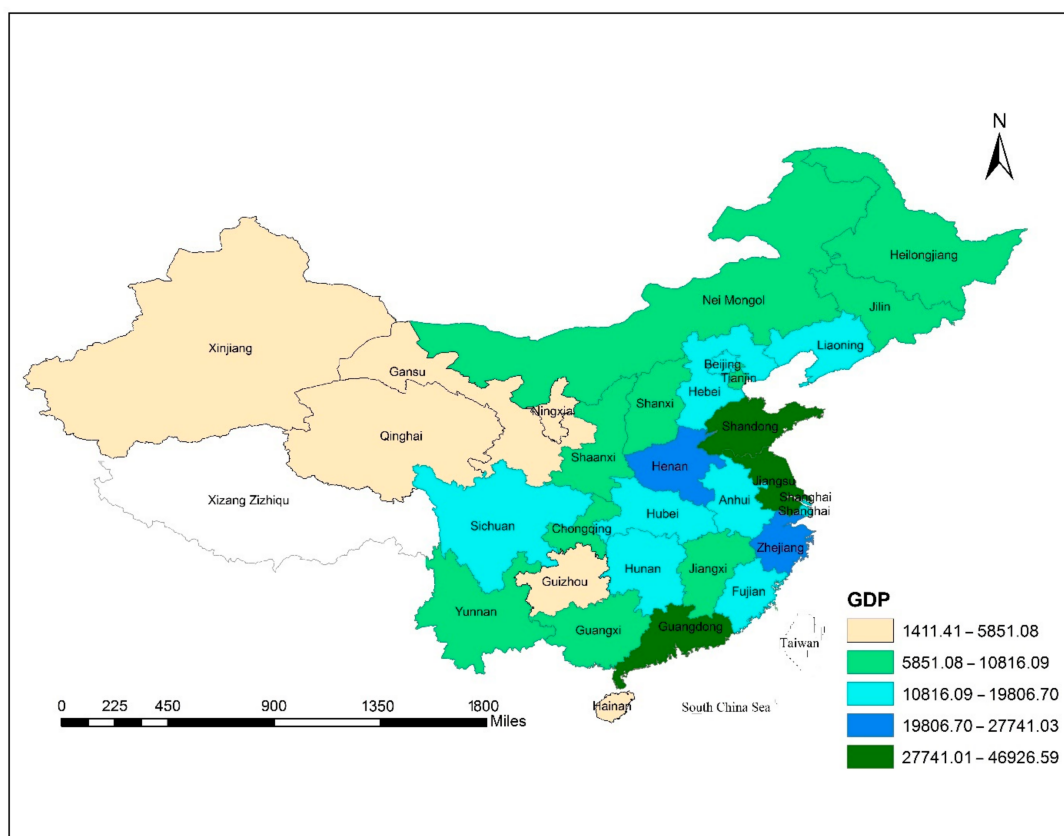 N
Heilongjiang
Nei Mongol
Jilin
Xinjiang
Liaoning
Beijing
Gansu
Tianjin
Hebei
Shanxi
Ningxia
Shandong
Qinghai
Shaanxi
Henan
Jiangsu
Xizang Zizhiqu
Shanghai
Anhui
Shanghai
Hubei
Sichuan
Chongqing
Zhejiang
Hunan
Jiangxi
Guizhou
Fujian
Yunnan
Guangxi
Guangdong
Taiwan
Hainan
South China Sea
GDP
1411.41 – 5851.08
5851.08 – 10816.09
10816.09 – 19806.70
19806.70 – 27741.03
27741.01 – 46926.59
0 225 450 900 1350 1800
Miles